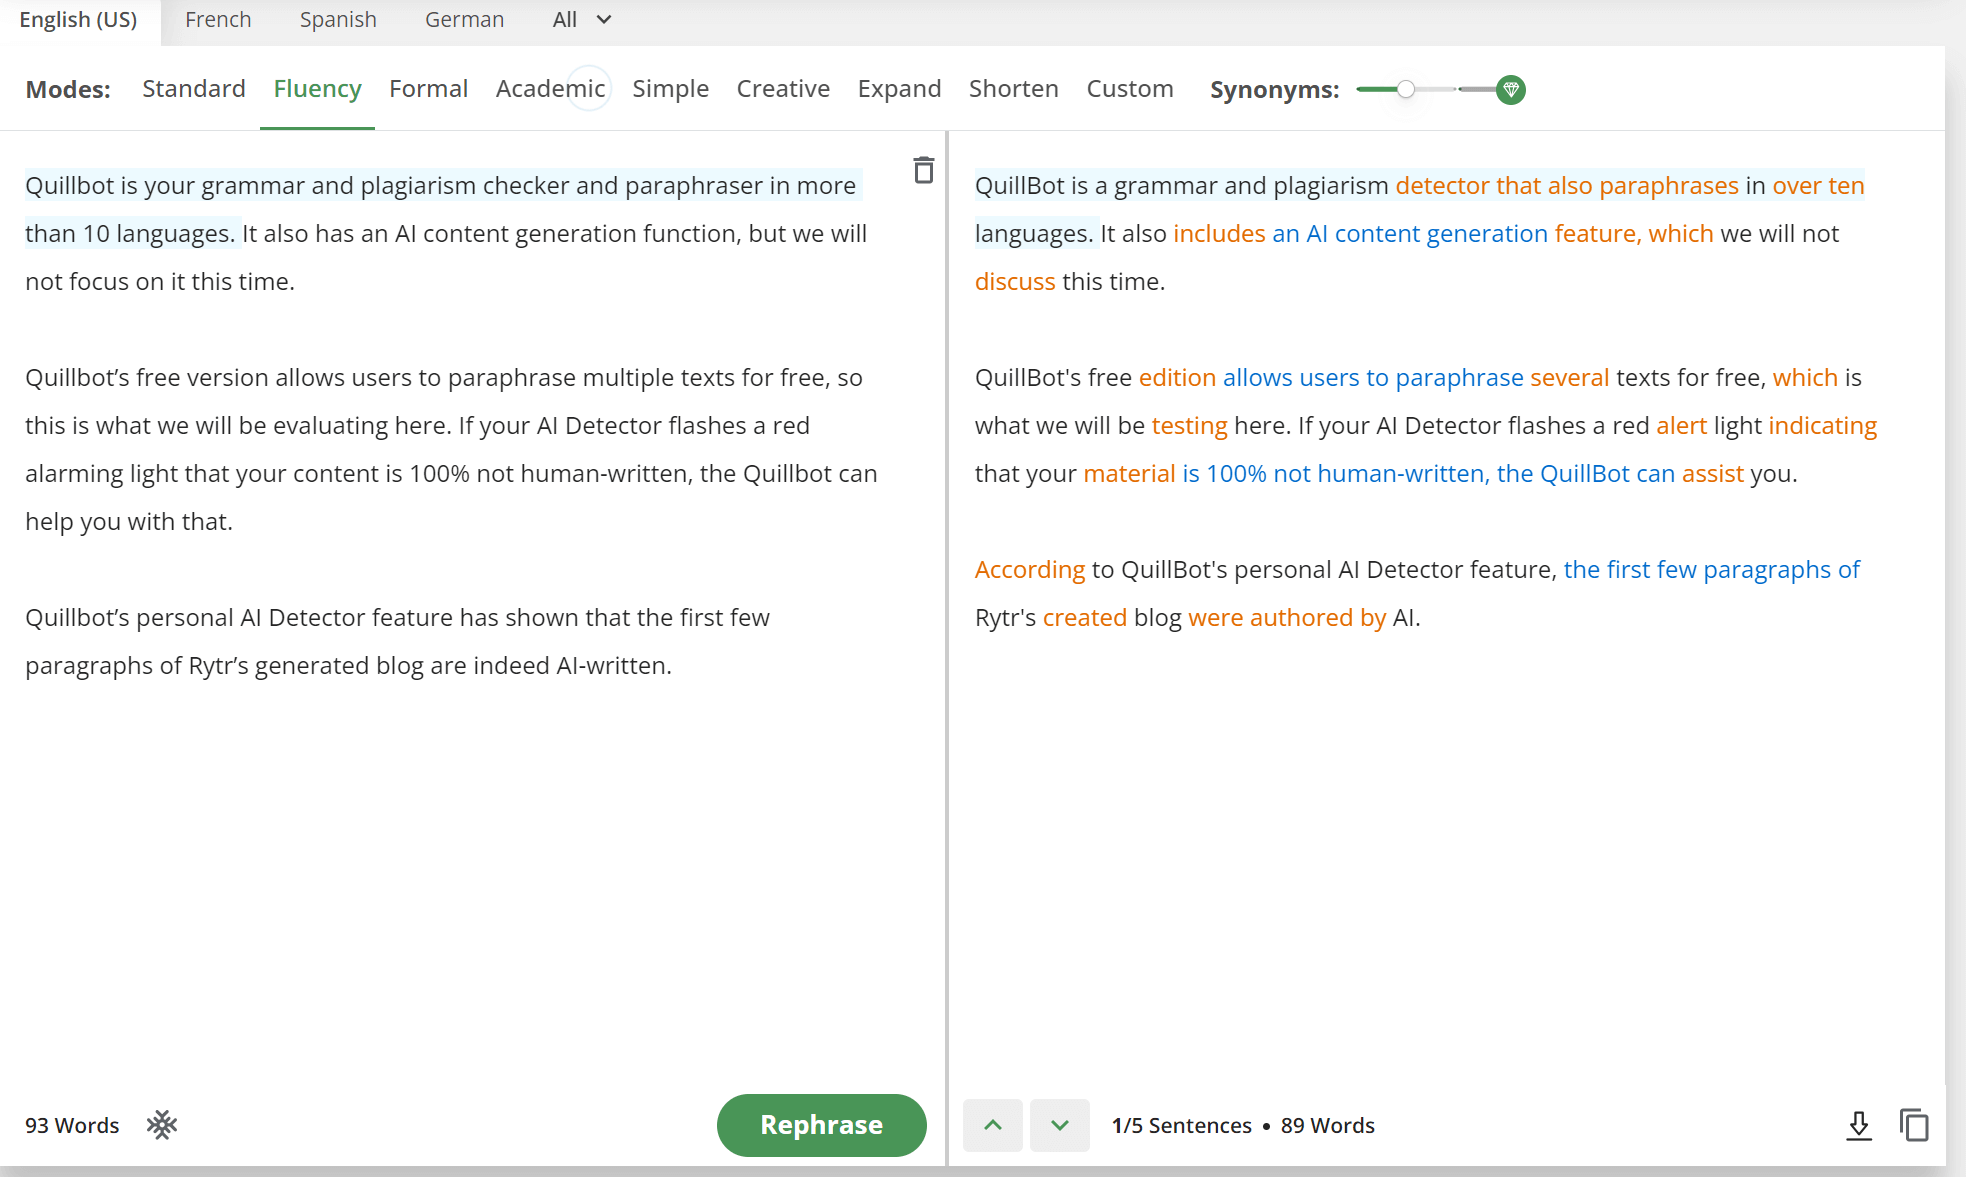 English (US) French Spanish German All
Modes: Standard Fluency Formal Academic Simple Creative Expand Shorten Custom Synonyms:
Quillbot is your grammar and plagiarism checker and paraphraser in more
than 10 languages. It also has an AI content generation function, but we will
not focus on it this time.
Quillbot’s free version allows users to paraphrase multiple texts for free, so
this is what we will be evaluating here. If your AI Detector flashes a red
alarming light that your content is 100% not human-written, the Quillbot can
help you with that.
Quillbot’s personal AI Detector feature has shown that the first few
paragraphs of Rytr’s generated blog are indeed AI-written.
93 Words
Rephrase
QuillBot is a grammar and plagiarism detector that also paraphrases in over ten
languages. It also includes an AI content generation feature, which we will not
discuss this time.
QuillBot's free edition allows users to paraphrase several texts for free, which is
what we will be testing here. If your AI Detector flashes a red alert light indicating
that your material is 100% not human-written, the QuillBot can assist you.
According to QuillBot's personal AI Detector feature, the first few paragraphs of
Rytr's created blog were authored by AI.
1/5 Sentences • 89 Words